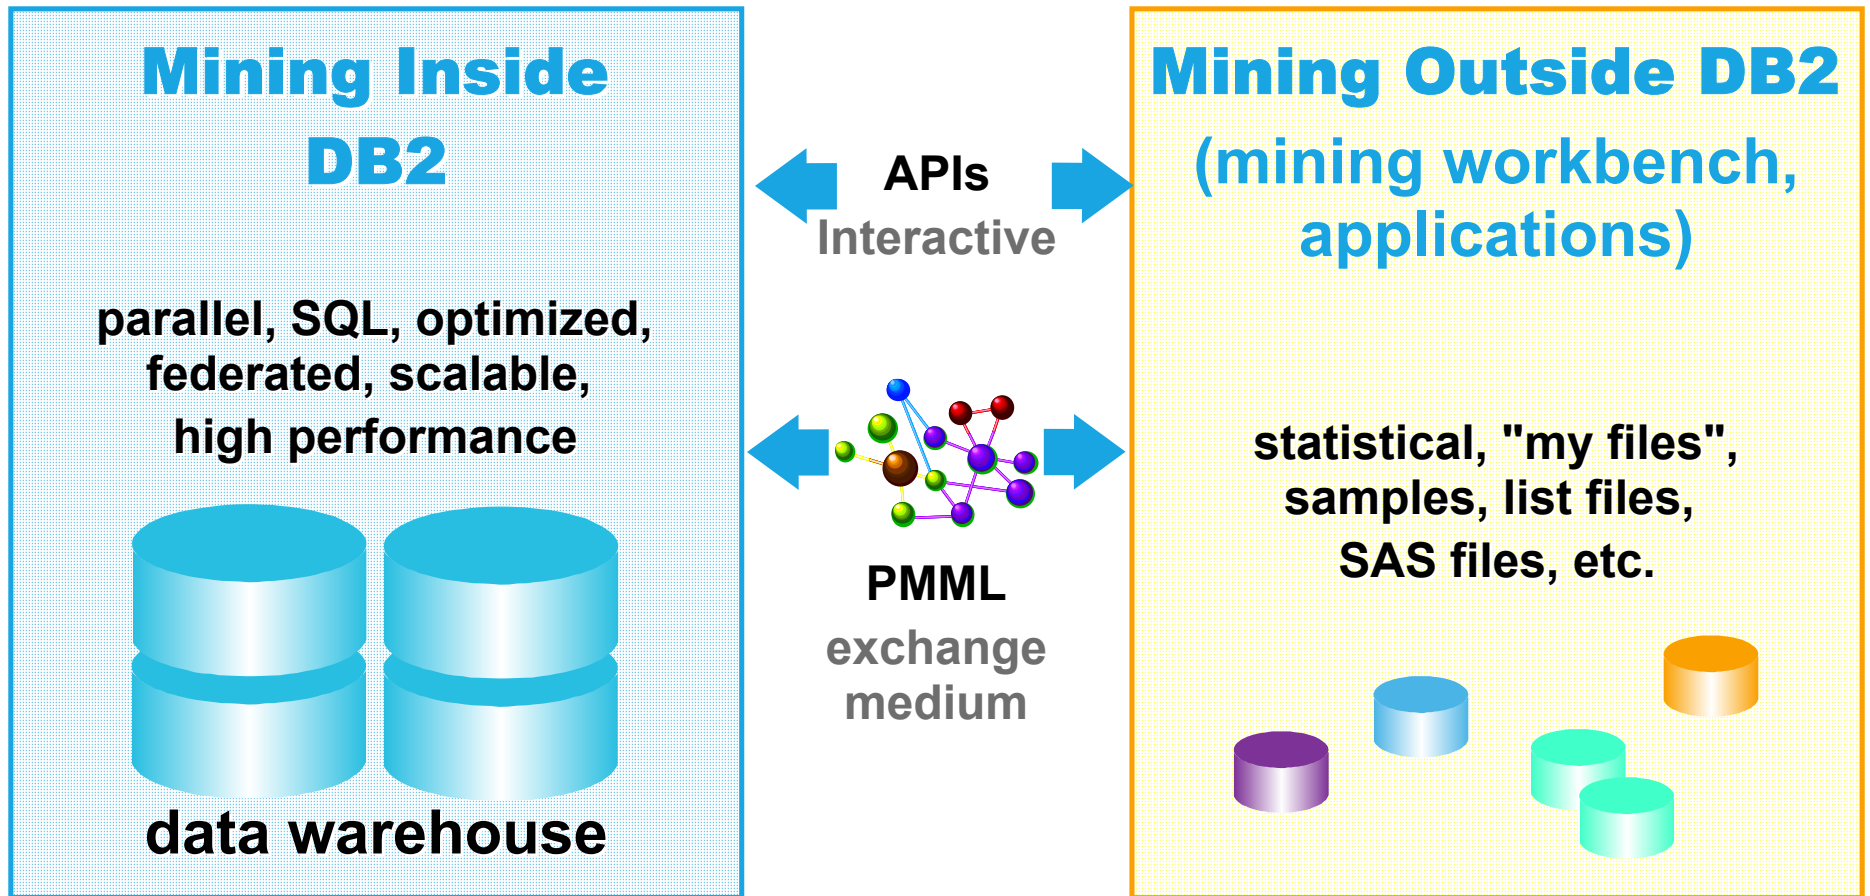 Mining Inside
DB2
parallel, SQL, optimized,
federated, scalable,
high performance
data warehouse
APIs
Interactive
PMML
exchange
medium
Mining Outside DB2
(mining workbench,
applications)
statistical, "my files",
samples, list files,
SAS files, etc.